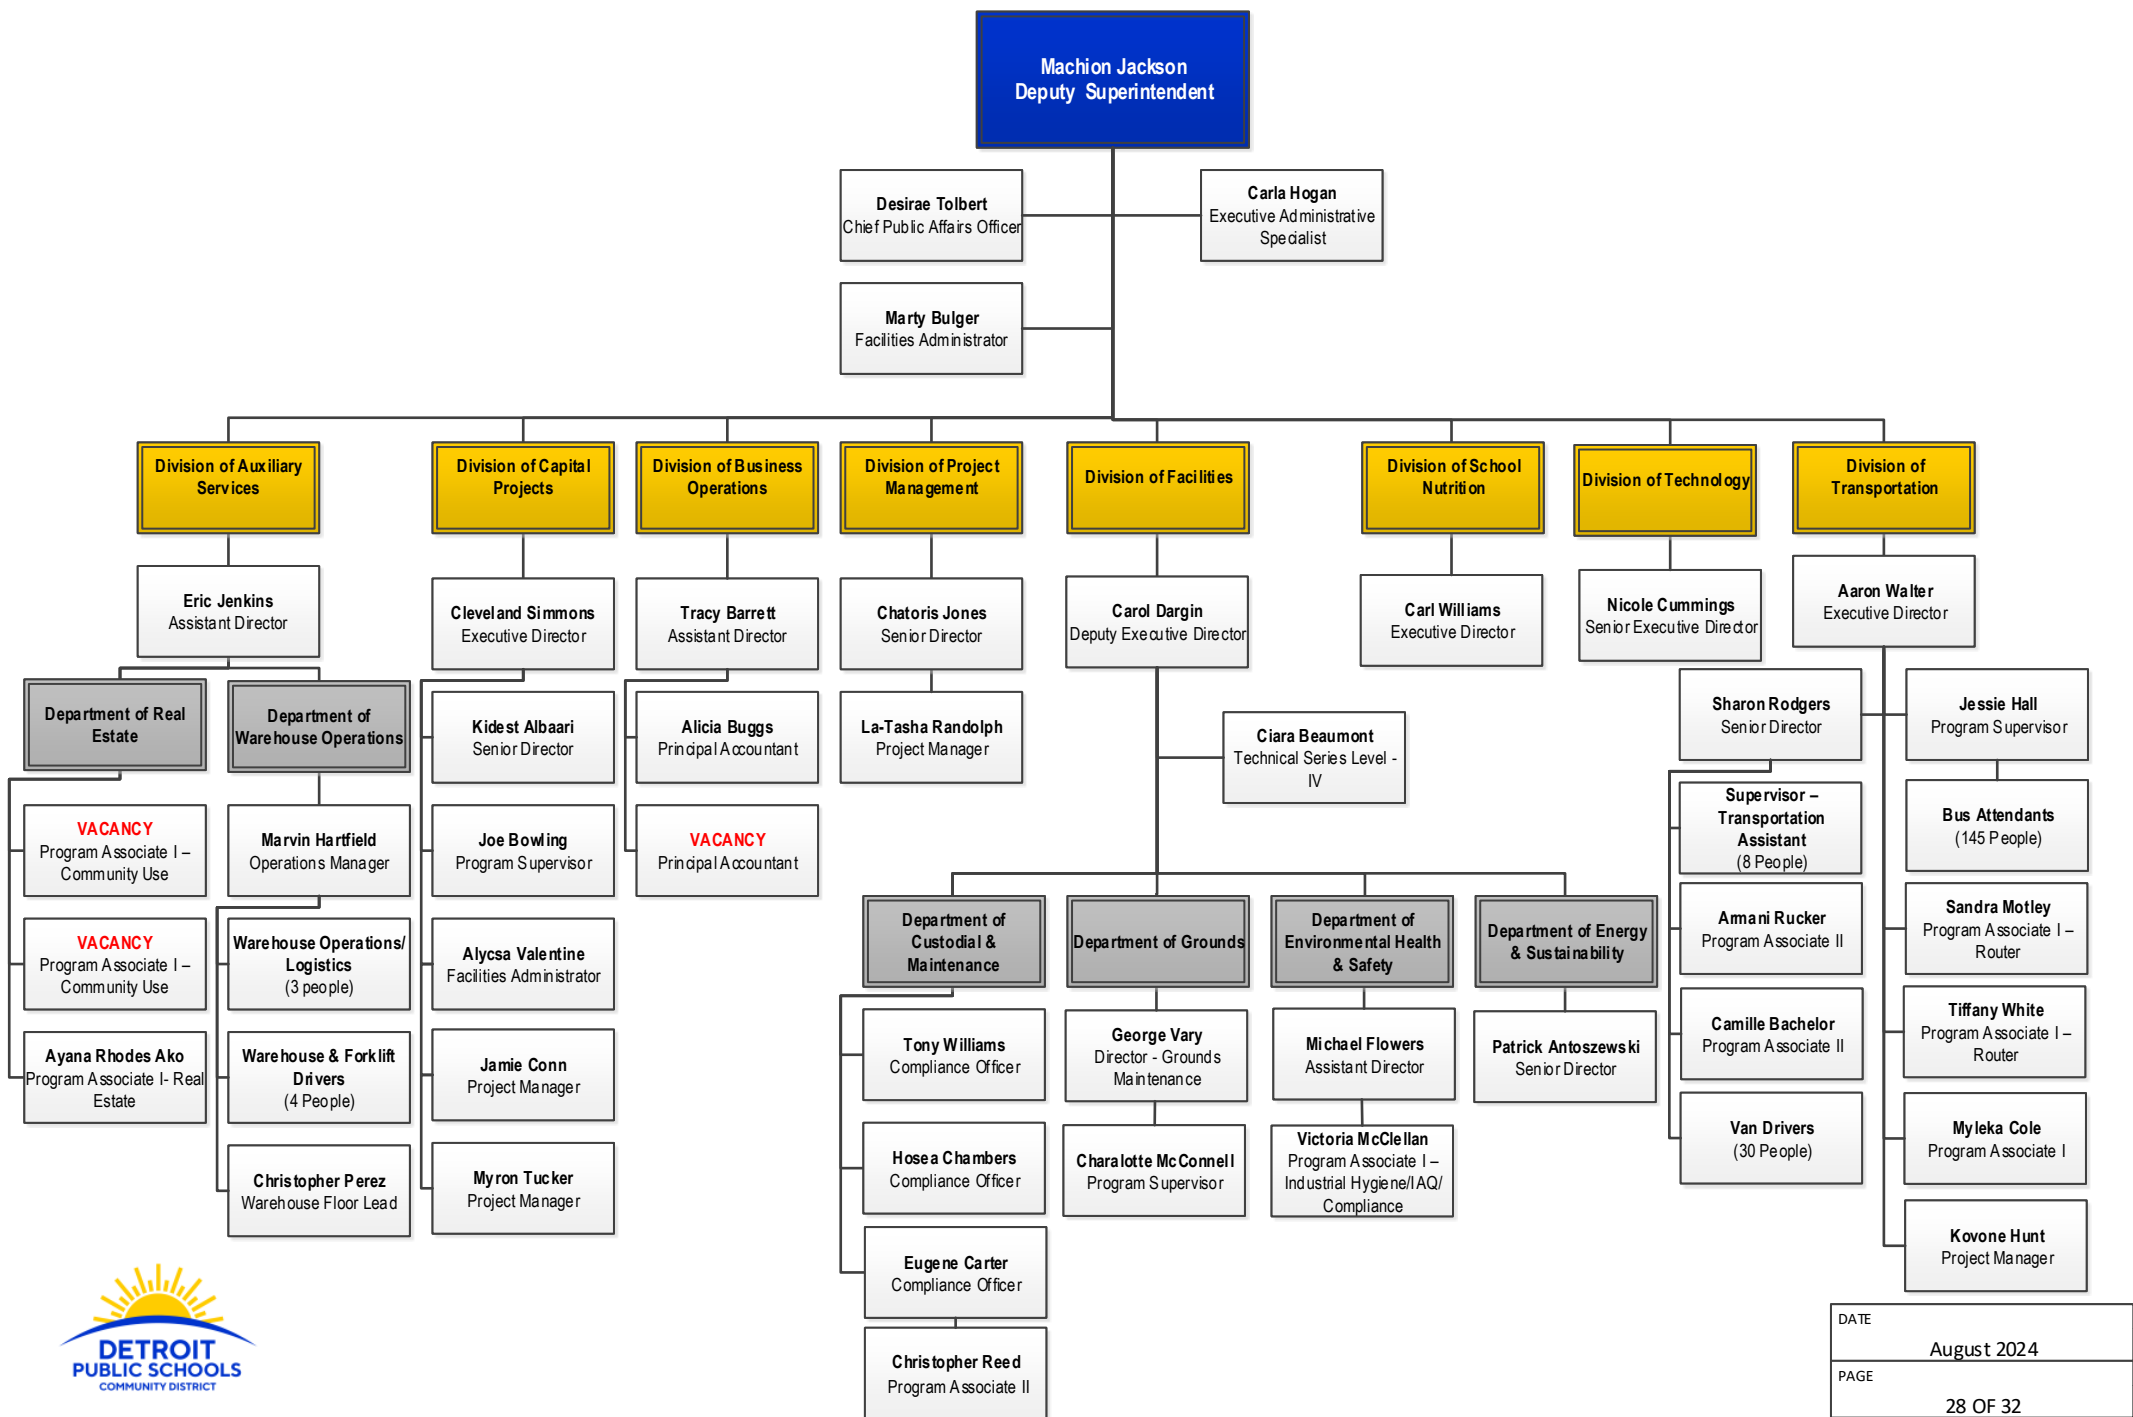 Machion Jackson
Deputy Superintendent
Desirae Tolbert
Chief Public Affairs Officer
Carla Hogan
Executive Administrative
Specialist
Marty Bulger
Facilities Administrator
Division of Auxiliary
Services
Division of Capital
Projects
Division of Business
Operations
Division of Project
Management
Division of Facilities
Division of School
Nutrition
Division of Technology
Division of
Transportation
Eric Jenkins
Assistant Director
Cleveland Simmons
Executive Director
Tracy Barrett
Assistant Director
Chatoris Jones
Senior Director
Carol Dargin
Deputy Executive Director
Carl Williams
Executive Director
Nicole Cummings
Senior Executive Director
Aaron Walter
Executive Director
Department of Real
Estate
Department of
Warehouse Operations
Kidest Albaari
Senior Director
Alicia Buggs
Principal Accountant
La-Tasha Randolph
Project Manager
Ciara Beaumont
Technical Series Level -
IV
Sharon Rodgers
Senior Director
Jessie Hall
Program Supervisor
VACANCY
Program Associate I –
Community Use
Marvin Hartfield
Operations Manager
Joe Bowling
Program Supervisor
VACANCY
Principal Accountant
Supervisor –
Transportation
Assistant
(8 People)
Bus Attendants
(145 People)
VACANCY
Program Associate I –
Community Use
Warehouse Operations/
Logistics
(3 people)
Alycsa Valentine
Facilities Administrator
Department of
Custodial &
Maintenance
Department of Grounds
Department of
Environmental Health
& Safety
Department of Energy
& Sustainability
Armani Rucker
Program Associate II
Sandra Motley
Program Associate I –
Router
Ayana Rhodes Ako
Program Associate I- Real
Estate
Warehouse & Forklift
Drivers
(4 People)
Jamie Conn
Project Manager
Tony Williams
Compliance Officer
George Vary
Director - Grounds
Maintenance
Michael Flowers
Assistant Director
Patrick Antoszewski
Senior Director
Camille Bachelor
Program Associate II
Tiffany White
Program Associate I –
Router
Christopher Perez
Warehouse Floor Lead
Myron Tucker
Project Manager
Hosea Chambers
Compliance Officer
Charalotte McConnell
Program Supervisor
Victoria McClellan
Program Associate I –
Industrial Hygiene/IAQ/
Compliance
Van Drivers
(30 People)
Myleka Cole
Program Associate I
Eugene Carter
Compliance Officer
Kovone Hunt
Project Manager
Christopher Reed
Program Associate II
DETROIT
PUBLIC SCHOOLS
COMMUNITY DISTRICT
DATE
August 2024
PAGE
28 OF 32